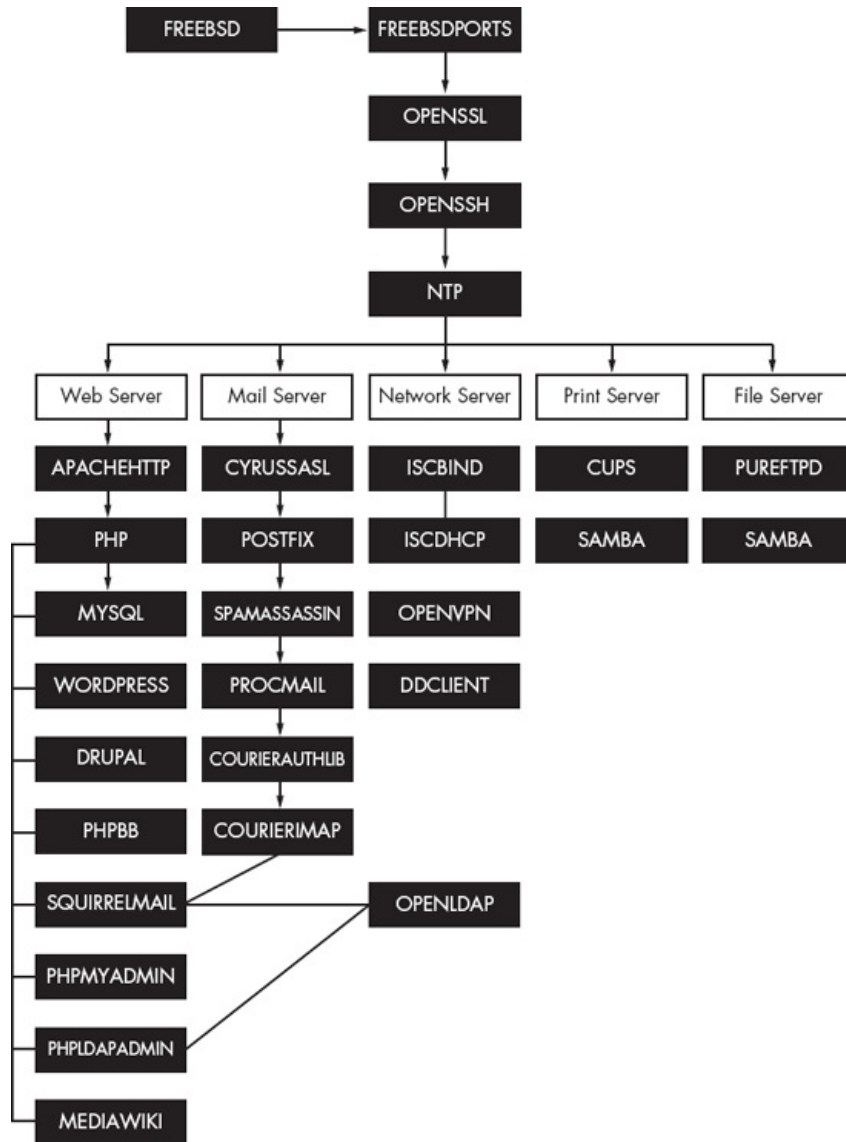 FREEBSD
FREEBSDPORTS
OPENSSL
OPENSSH
NTP
Web Server
Mail Server
Network Server
Print Server
File Server
APACHEHTTP
CYRUSSASL
ISCBIND
CUPS
PUREFTPD
PHP
POSTFIX
ISCDHCP
SAMBA
SAMBA
MYSQL
SPAMASSASSIN
OPENVPN
WORDPRESS
PROCMAIL
DDCLIENT
DRUPAL
COURIERAUTHLIB
PHPBB
COURIERIMAP
SQUIRRELMAIL
OPENLDAP
PHPMYADMIN
PHPLDAPADMIN
MEDIAWIKI